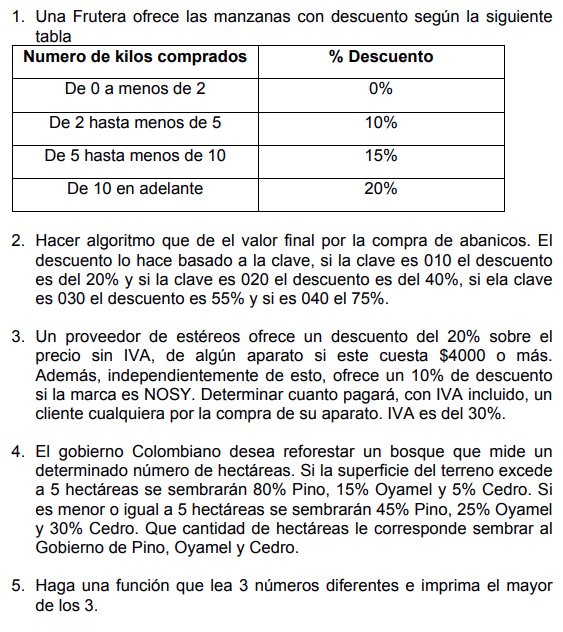 1. Una Frutera ofrece las manzanas con descuento según la siguiente
tabla
Numero de kilos comprados % Descuento
De 0 a menos de 2 0%
De 2 hasta menos de 5 10%
De 5 hasta menos de 10 15%
De 10 en adelante 20%
2. Hacer algoritmo que de el valor final por la compra de abanicos. El
descuento lo hace basado a la clave, si la clave es 010 el descuento
es del 20% y si la clave es 020 el descuento es del 40%, si ela clave
es 030 el descuento es 55% y si es 040 el 75%.
3. Un proveedor de estéreos ofrece un descuento del 20% sobre el
precio sin IVA, de algún aparato si este cuesta $4000 o más.
Además, independientemente de esto, ofrece un 10% de descuento
si la marca es NOSY. Determinar cuanto pagará, con IVA incluido, un
cliente cualquiera por la compra de su aparato. IVA es del 30%.
4. El gobierno Colombiano desea reforestar un bosque que mide un
determinado número de hectáreas. Si la superficie del terreno excede
a 5 hectáreas se sembrarán 80% Pino, 15% Oyamel y 5% Cedro. Si
es menor o igual a 5 hectáreas se sembrarán 45% Pino, 25% Oyamel
y 30% Cedro. Que cantidad de hectáreas le corresponde sembrar al
Gobierno de Pino, Oyamel y Cedro.
5. Haga una función que lea 3 números diferentes e imprima el mayor
de los 3.